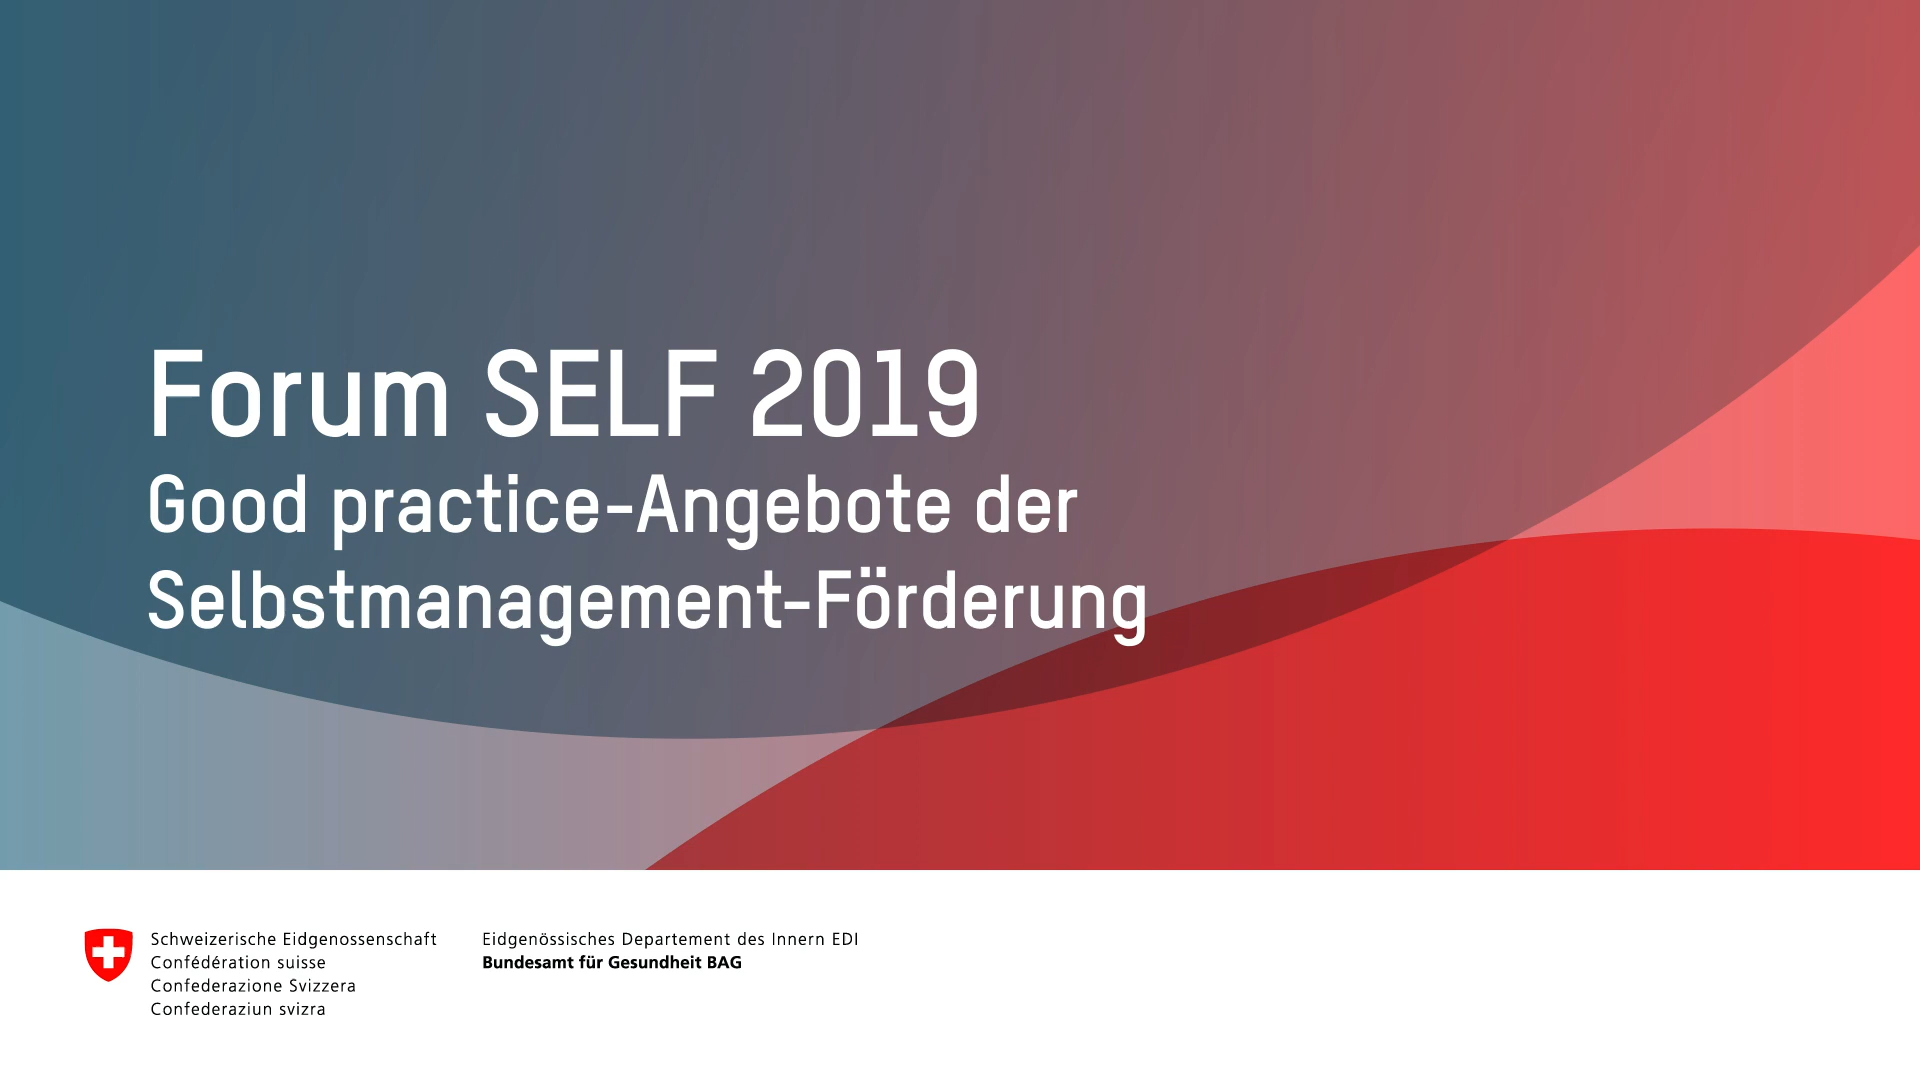 Forum SELF 2019
Good practice-Angebote der
Selbstmanagement-Förderung
Schweizerische Eidgenossenschaft
Confédération suisse
Confederazione Svizzera
Confederaziun svizra
Eidgenössisches Departement des Innern EDI
Bundesamt für Gesundheit BAG